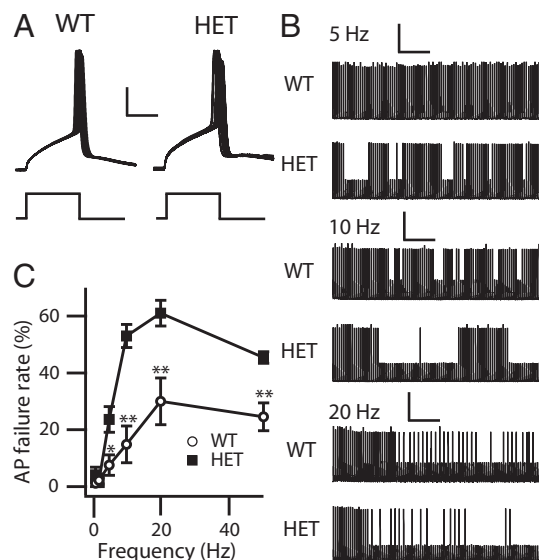 A
WT
HET
B
5 Hz
WT
HET
10 Hz
WT
HET
20 Hz
WT
HET
C
AP failure rate (%)
60
40
20
0
*
**
**
**
WT
HET
0
20
40
Frequency (Hz)